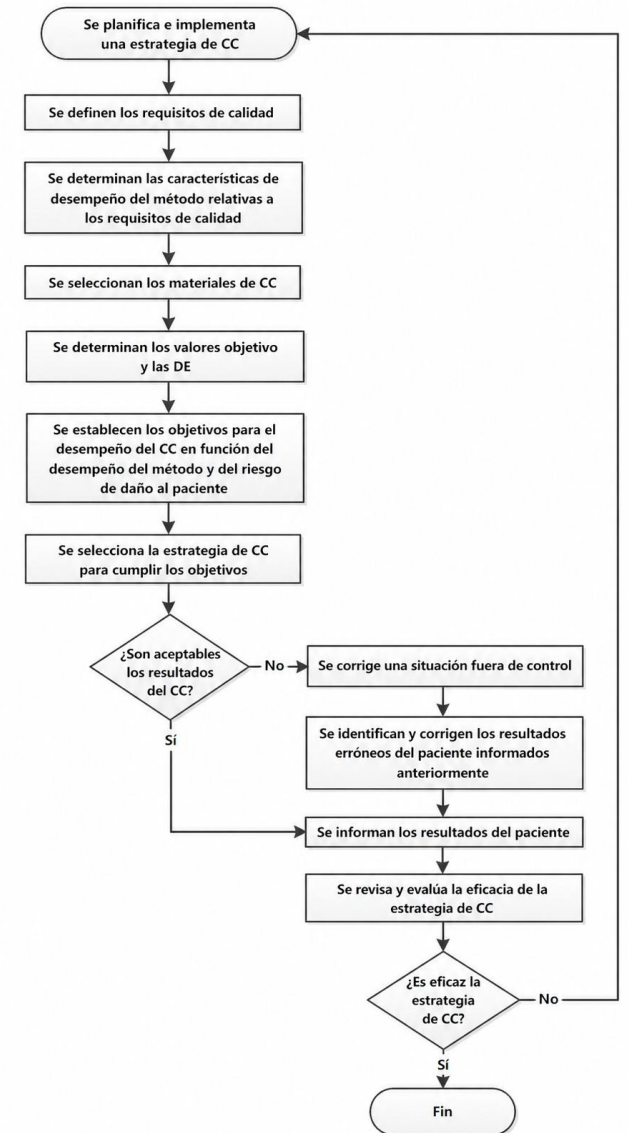 Se planifica e implementa
una estrategia de CC
Se definen los requisitos de calidad
Se determinan las características de
desempeño del método relativas a
los requisitos de calidad
Se seleccionan los materiales de CC
Se determinan los valores objetivo
y las DE
Se establecen los objetivos para el
desempeño del CC en función del
desempeño del método y del riesgo
de daño al paciente
Se selecciona la estrategia de CC
para cumplir los objetivos
¿Son aceptables
los resultados
del CC?
No
Se corrige una situación fuera de control
Se identifican y corrigen los resultados
erróneos del paciente informados
anteriormente
Sí
Se informan los resultados del paciente
Se revisa y evalúa la eficacia de la
estrategia de CC
¿Es eficaz la
estrategia
de CC?
No
Sí
Fin